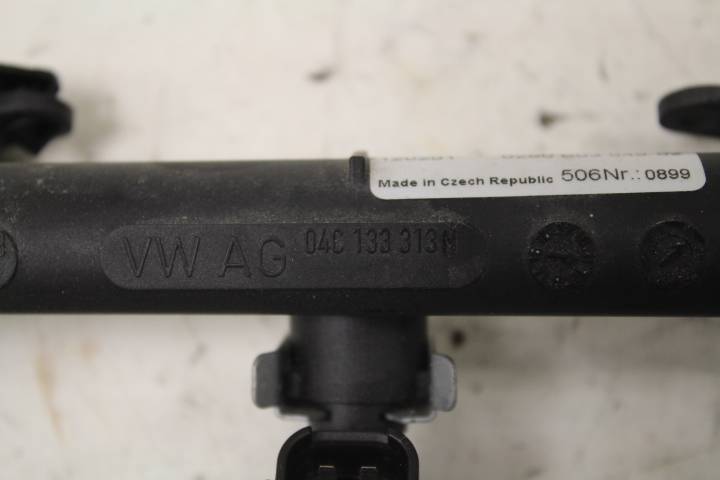 Made in Czech Republic 506Nr.: 0899
VW AG 04C 133 313 N